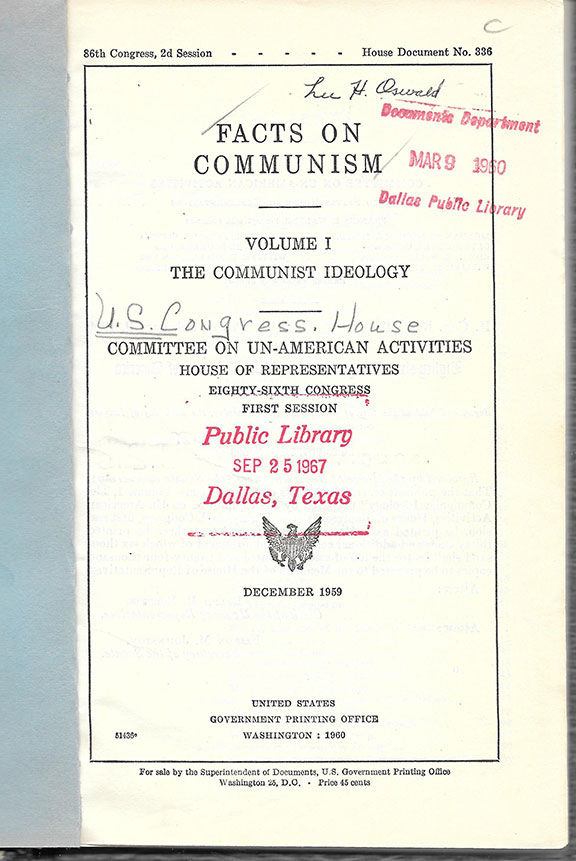 C
86th Congress, 2d Session - - - - - House Document No. 336
Lee H. Oswald
Documents Department
FACTS ON
COMMUNISM
MAR 9 1960
Dallas Public Library
VOLUME I
THE COMMUNIST IDEOLOGY
U.S. Congress. House
COMMITTEE ON UN-AMERICAN ACTIVITIES
HOUSE OF REPRESENTATIVES
EIGHTY-SIXTH CONGRESS
FIRST SESSION
Public Library
SEP 25 1967
Dallas, Texas
DECEMBER 1959
UNITED STATES
GOVERNMENT PRINTING OFFICE
51436° WASHINGTON : 1960
For sale by the Superintendent of Documents, U.S. Government Printing Office
Washington 25, D.C. - Price 45 cents